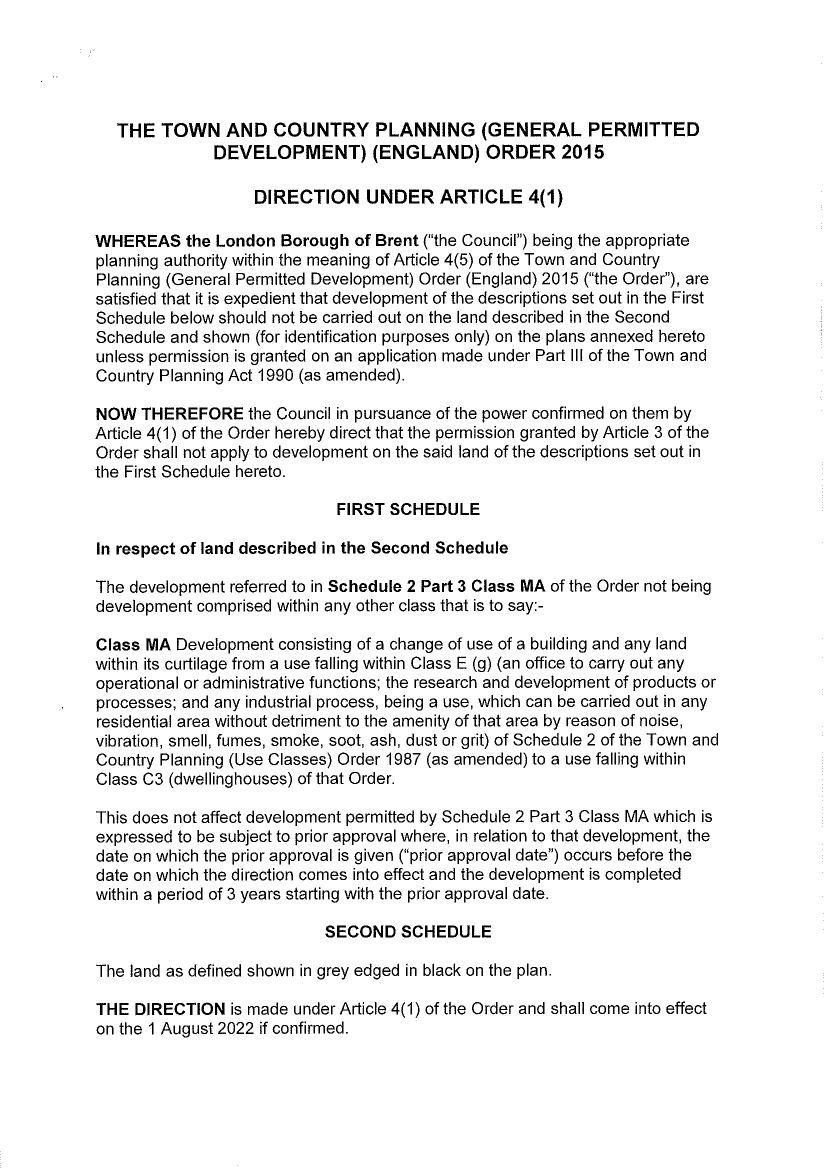 THE TOWN AND COUNTRY PLANNING (GENERAL PERMITTED
DEVELOPMENT) (ENGLAND) ORDER 2015
DIRECTION UNDER ARTICLE 4(1)
WHEREAS the London Borough of Brent (“the Council”) being the appropriate
planning authority within the meaning of Article 4(5) of the Town and Country
Planning (General Permitted Development) Order (England) 2015 (“the Order”), are
satisfied that it is expedient that development of the descriptions set out in the First
Schedule below should not be carried out on the land described in the Second
Schedule and shown (for identification purposes only) on the plans annexed hereto
unless permission is granted on an application made under Part III of the Town and
Country Planning Act 1990 (as amended).
NOW THEREFORE the Council in pursuance of the power confirmed on them by
Article 4(1) of the Order hereby direct that the permission granted by Article 3 of the
Order shall not apply to development on the said land of the descriptions set out in
the First Schedule hereto.
FIRST SCHEDULE
In respect of land described in the Second Schedule
The development referred to in Schedule 2 Part 3 Class MA of the Order not being
development comprised within any other class that is to say:-
Class MA Development consisting of a change of use of a building and any land
within its curtilage from a use falling within Class E (g) (an office to carry out any
operational or administrative functions; the research and development of products or
processes; and any industrial process, being a use, which can be carried out in any
residential area without detriment to the amenity of that area by reason of noise,
vibration, smell, fumes, smoke, soot, ash, dust or grit) of Schedule 2 of the Town and
Country Planning (Use Classes) Order 1987 (as amended) to a use falling within
Class C3 (dwellinghouses) of that Order.
This does not affect development permitted by Schedule 2 Part 3 Class MA which is
expressed to be subject to prior approval where, in relation to that development, the
date on which the prior approval is given (“prior approval date”) occurs before the
date on which the direction comes into effect and the development is completed
within a period of 3 years starting with the prior approval date.
SECOND SCHEDULE
The land as defined shown in grey edged in black on the plan.
THE DIRECTION is made under Article 4(1) of the Order and shall come into effect
on the 1 August 2022 if confirmed.